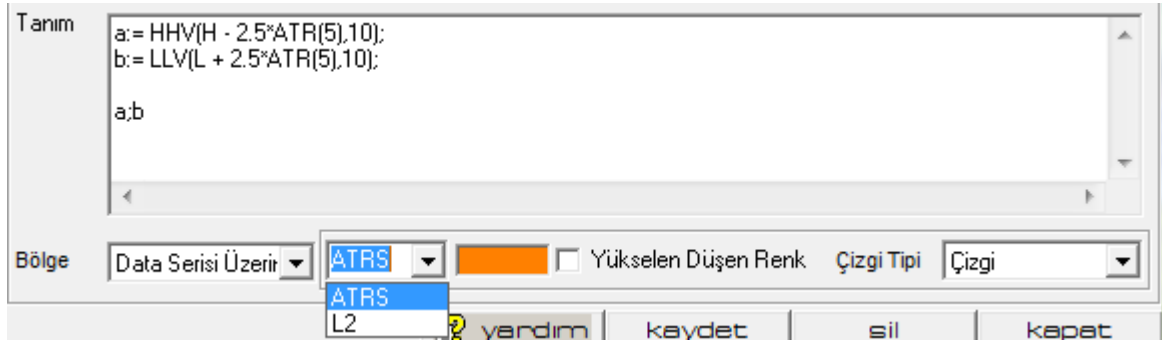 Tanım
a:= HHV(H - 2.5*ATR(5),10);
b:= LLV(L + 2.5*ATR(5),10);
a;b
Bölge Data Serisi Üzerir ATRS Yükselen Düşen Renk Çizgi Tipi Çizgi
ATRS
L2
yardım kaydet sil kapat